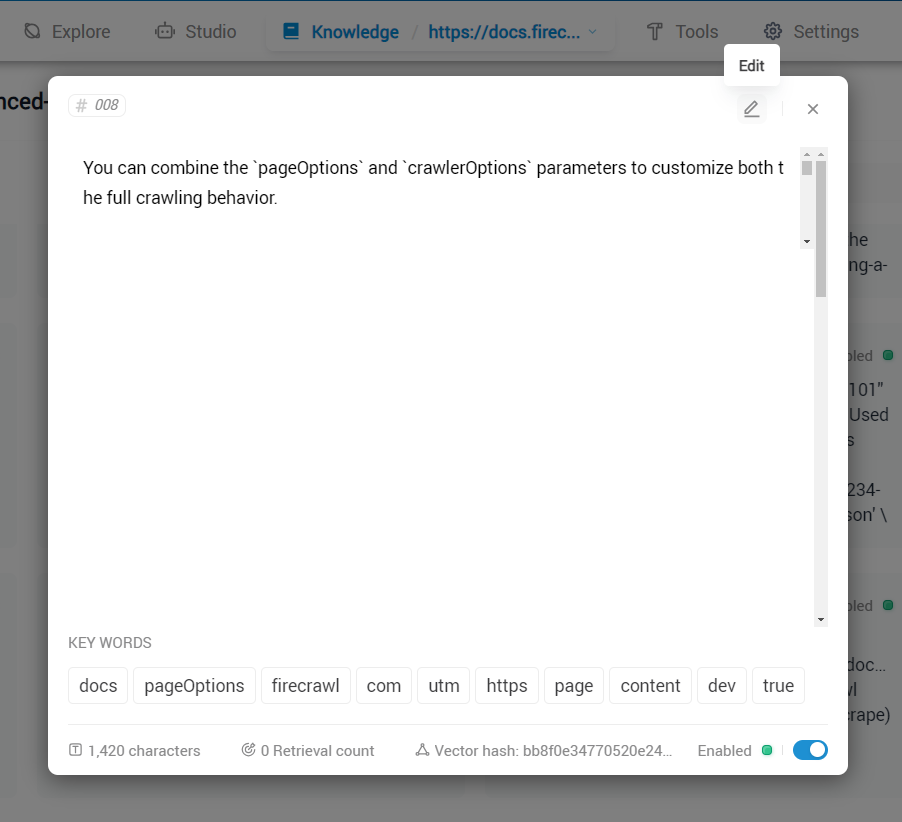 Explore Studio Knowledge / https://docs.firec... Tools Settings
Edit
nced-
# 008
You can combine the `pageOptions` and `crawlerOptions` parameters to customize both t
he full crawling behavior.
he
ng-a-
bled
101"
Used
s
234-
son' \
bled
doc...
vl
crape)
KEY WORDS
docs pageOptions firecrawl com utm https page content dev true
1,420 characters 0 Retrieval count Vector hash: bb8f0e34770520e24... Enabled